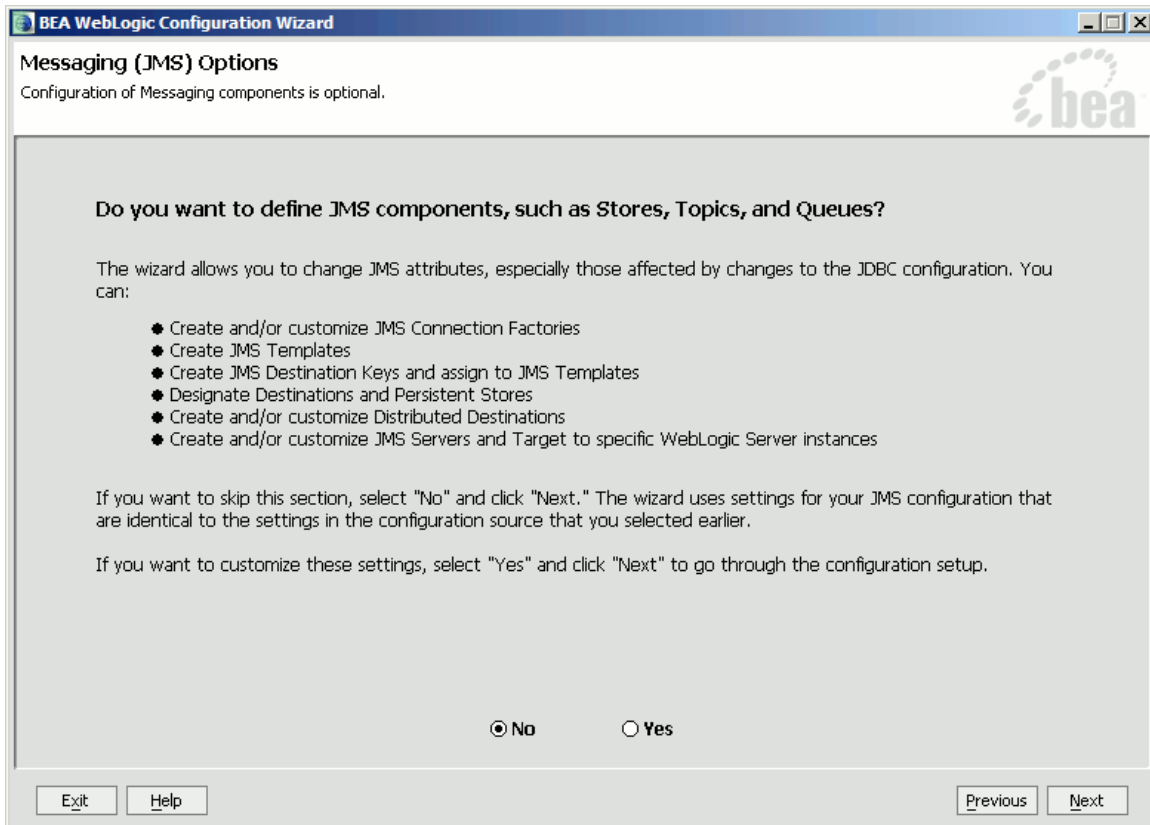 BEA WebLogic Configuration Wizard
Messaging (JMS) Options
Configuration of Messaging components is optional.
bea
Do you want to define JMS components, such as Stores, Topics, and Queues?
The wizard allows you to change JMS attributes, especially those affected by changes to the JDBC configuration. You
can:
Create and/or customize JMS Connection Factories
Create JMS Templates
Create JMS Destination Keys and assign to JMS Templates
Designate Destinations and Persistent Stores
Create and/or customize Distributed Destinations
Create and/or customize JMS Servers and Target to specific WebLogic Server instances
If you want to skip this section, select "No" and click "Next." The wizard uses settings for your JMS configuration that
are identical to the settings in the configuration source that you selected earlier.
If you want to customize these settings, select "Yes" and click "Next" to go through the configuration setup.
No Yes
Exit Help Previous Next